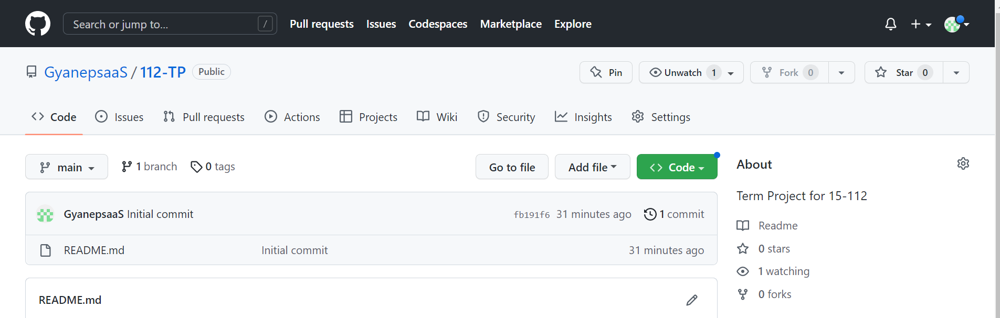 Search or jump to... / Pull requests Issues Codespaces Marketplace Explore
GyanepsaaS / 112-TP Public Pin Unwatch 1 Fork 0 Star 0
Code Issues Pull requests Actions Projects Wiki Security Insights Settings
main 1 branch 0 tags Go to file Add file Code
GyanepsaaS Initial commit fb191f6 31 minutes ago 1 commit
README.md Initial commit 31 minutes ago
README.md
About
Term Project for 15-112
Readme
0 stars
1 watching
0 forks